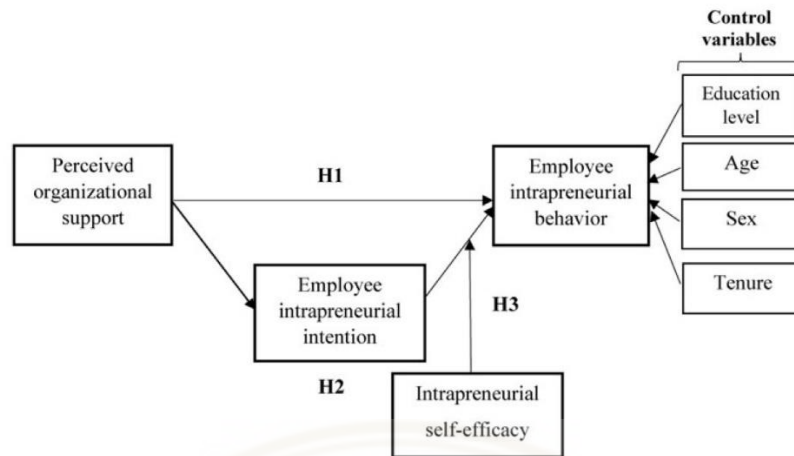 Control
variables
Education
level
Perceived
organizational
support
H1
Employee
intrapreneurial
behavior
Age
Sex
Tenure
Employee
intrapreneurial
intention
H2
H3
Intrapreneurial
self-efficacy